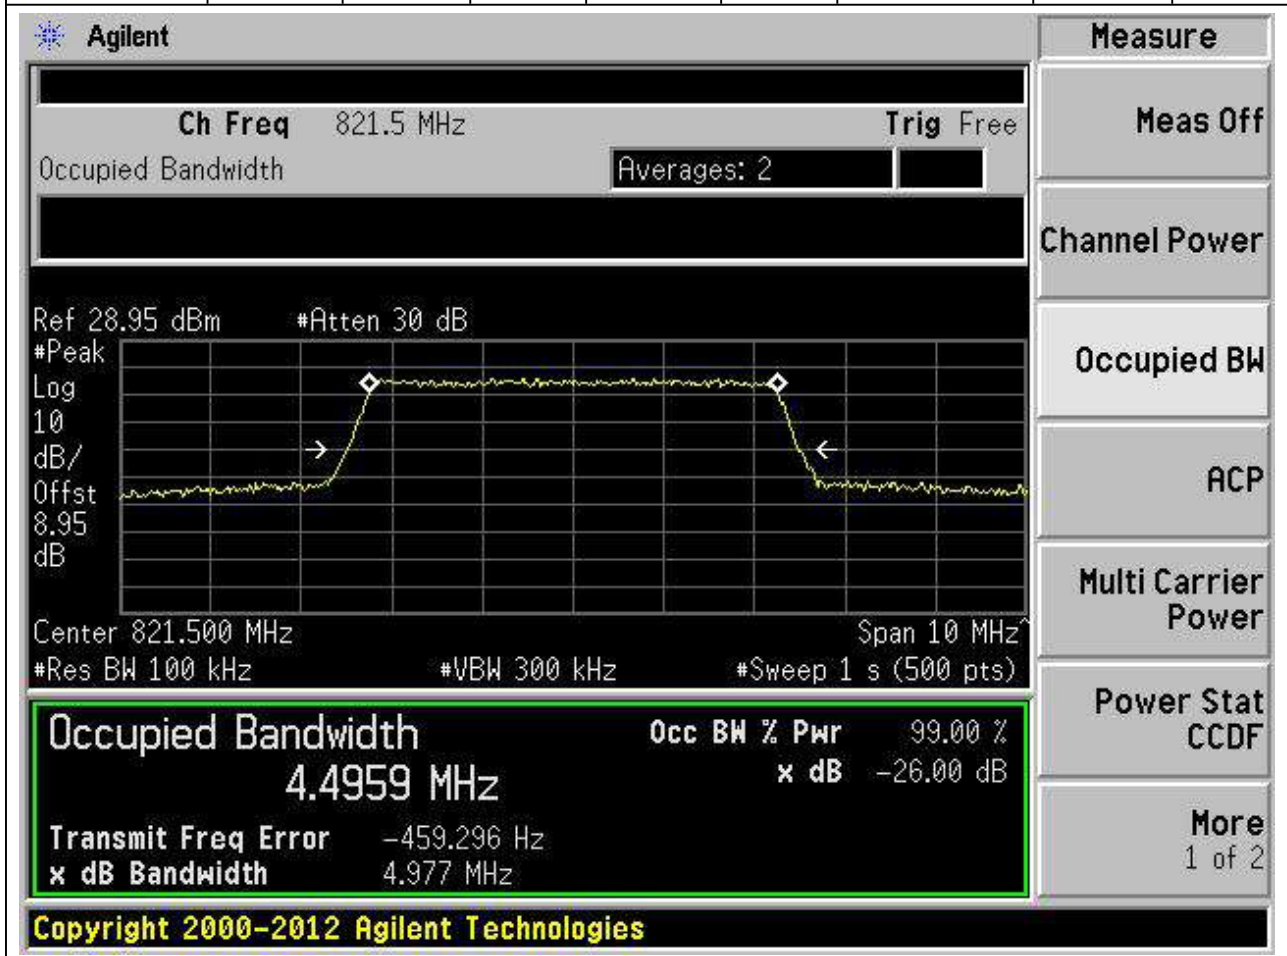 Agilent
Measure
Ch Freq 821.5 MHz Trig Free
Meas Off
Occupied Bandwidth Averages: 2
Channel Power
Ref 28.95 dBm #Atten 30 dB
#Peak
Log
10
dB/
Offst
8.95
dB
Occupied BW
ACP
Center 821.500 MHz Span 10 MHz^
#Res BW 100 kHz #VBW 300 kHz #Sweep 1 s (500 pts)
Multi Carrier
Power
Occupied Bandwidth
4.4959 MHz
Occ BW % Pwr 99.00 %
x dB -26.00 dB
Transmit Freq Error -459.296 Hz
x dB Bandwidth 4.977 MHz
Power Stat
CCDF
More
1 of 2
Copyright 2000-2012 Agilent Technologies